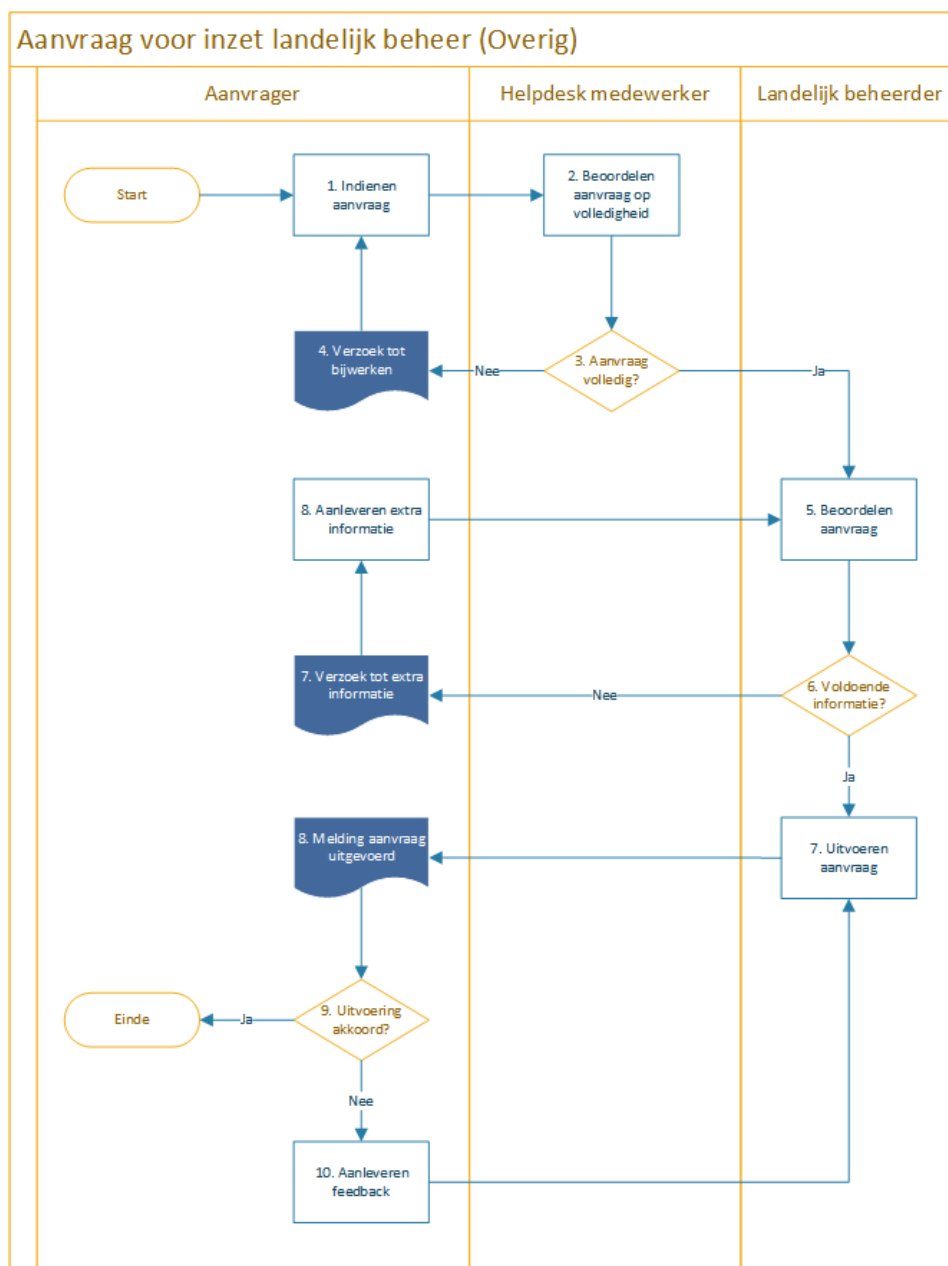 Aanvraag voor inzet landelijk beheer (Overig)
Aanvrager
Helpdesk medewerker
Landelijk beheerder
Start
1. Indienen
aanvraag
2. Beoordelen
aanvraag op
volledigheid
4. Verzoek tot
bijwerken
Nee
3. Aanvraag
volledig?
Ja
8. Aanleveren extra
informatie
5. Beoordelen
aanvraag
7. Verzoek tot extra
informatie
Nee
6. Voldoende
informatie?
Ja
8. Melding aanvraag
uitgevoerd
7. Uitvoeren
aanvraag
Einde
Ja
9. Uitvoering
akkoord?
Nee
10. Aanleveren
feedback